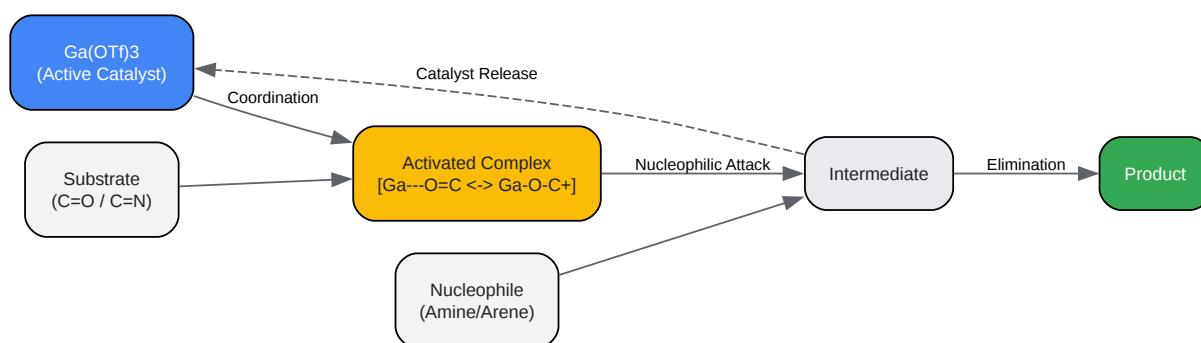 Ga(OTf)3
(Active Catalyst)
Catalyst Release
Coordination
Substrate
(C=O / C=N)
Activated Complex
[Ga---O=C <-> Ga-O-C+]
Nucleophilic Attack
Intermediate
Elimination
Product
Nucleophile
(Amine/Arene)